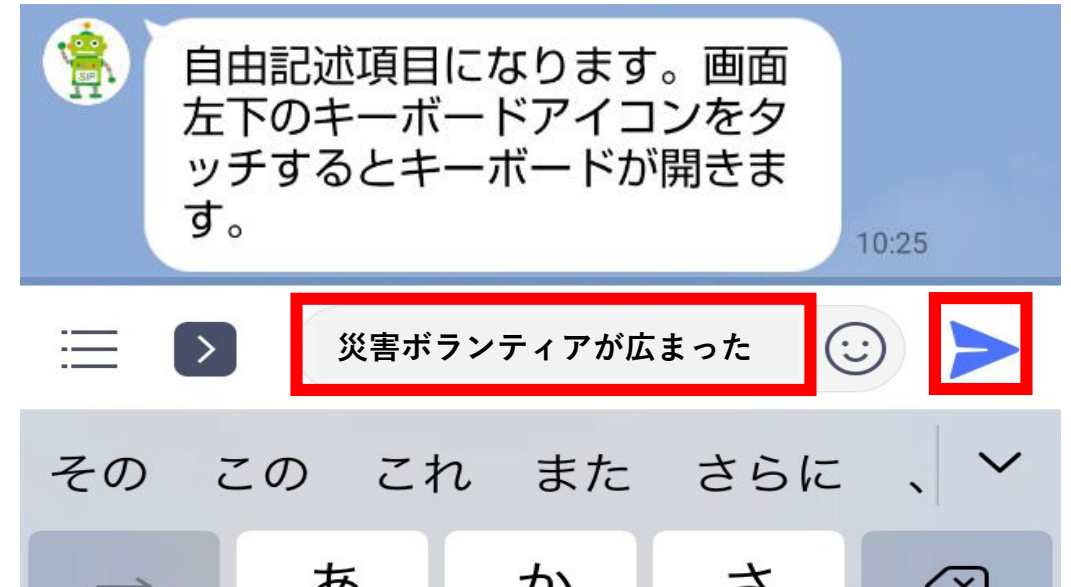 SIP
自由記述項目になります。画面
左下のキーボードアイコンをタ
ッチするとキーボードが開きま
す。
10:25
災害ボランティアが広まった
その この これ また さらに 、
あ か さ